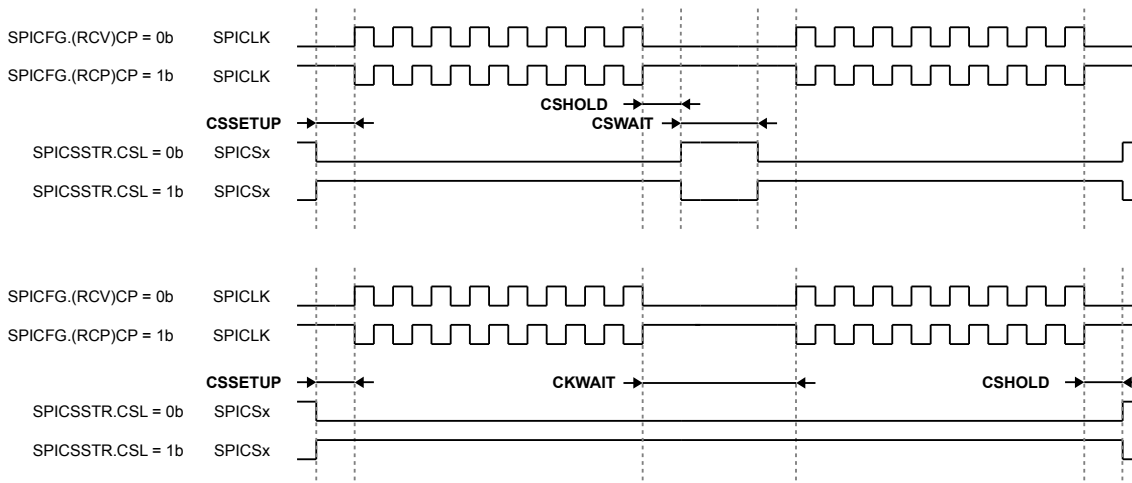 SPICFG.(RCV)CP = 0b SPICLK
SPICFG.(RCP)CP = 1b SPICLK
CSHOLD
CSSETUP CSWAIT
SPICSSTR.CSL = 0b SPICSx
SPICSSTR.CSL = 1b SPICSx
SPICFG.(RCV)CP = 0b SPICLK
SPICFG.(RCP)CP = 1b SPICLK
CSSETUP CKWAIT CSHOLD
SPICSSTR.CSL = 0b SPICSx
SPICSSTR.CSL = 1b SPICSx